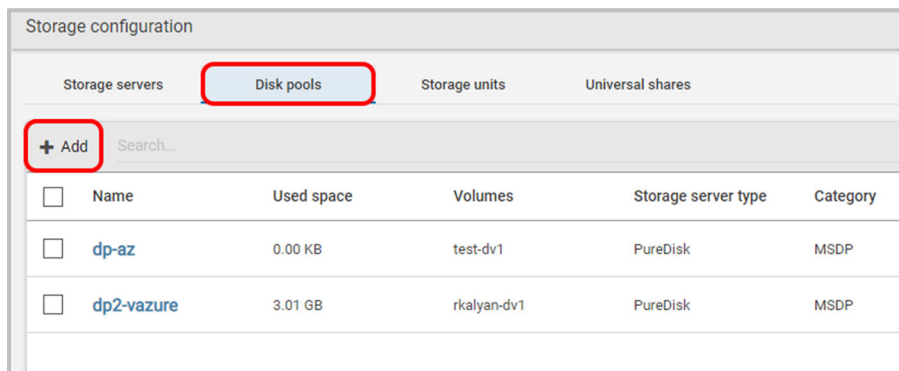 Storage configuration
Storage servers Disk pools Storage units Universal shares
+ Add Search...
Name Used space Volumes Storage server type Category
dp-az 0.00 KB test-dv1 PureDisk MSDP
dp2-vazure 3.01 GB rkalyan-dv1 PureDisk MSDP